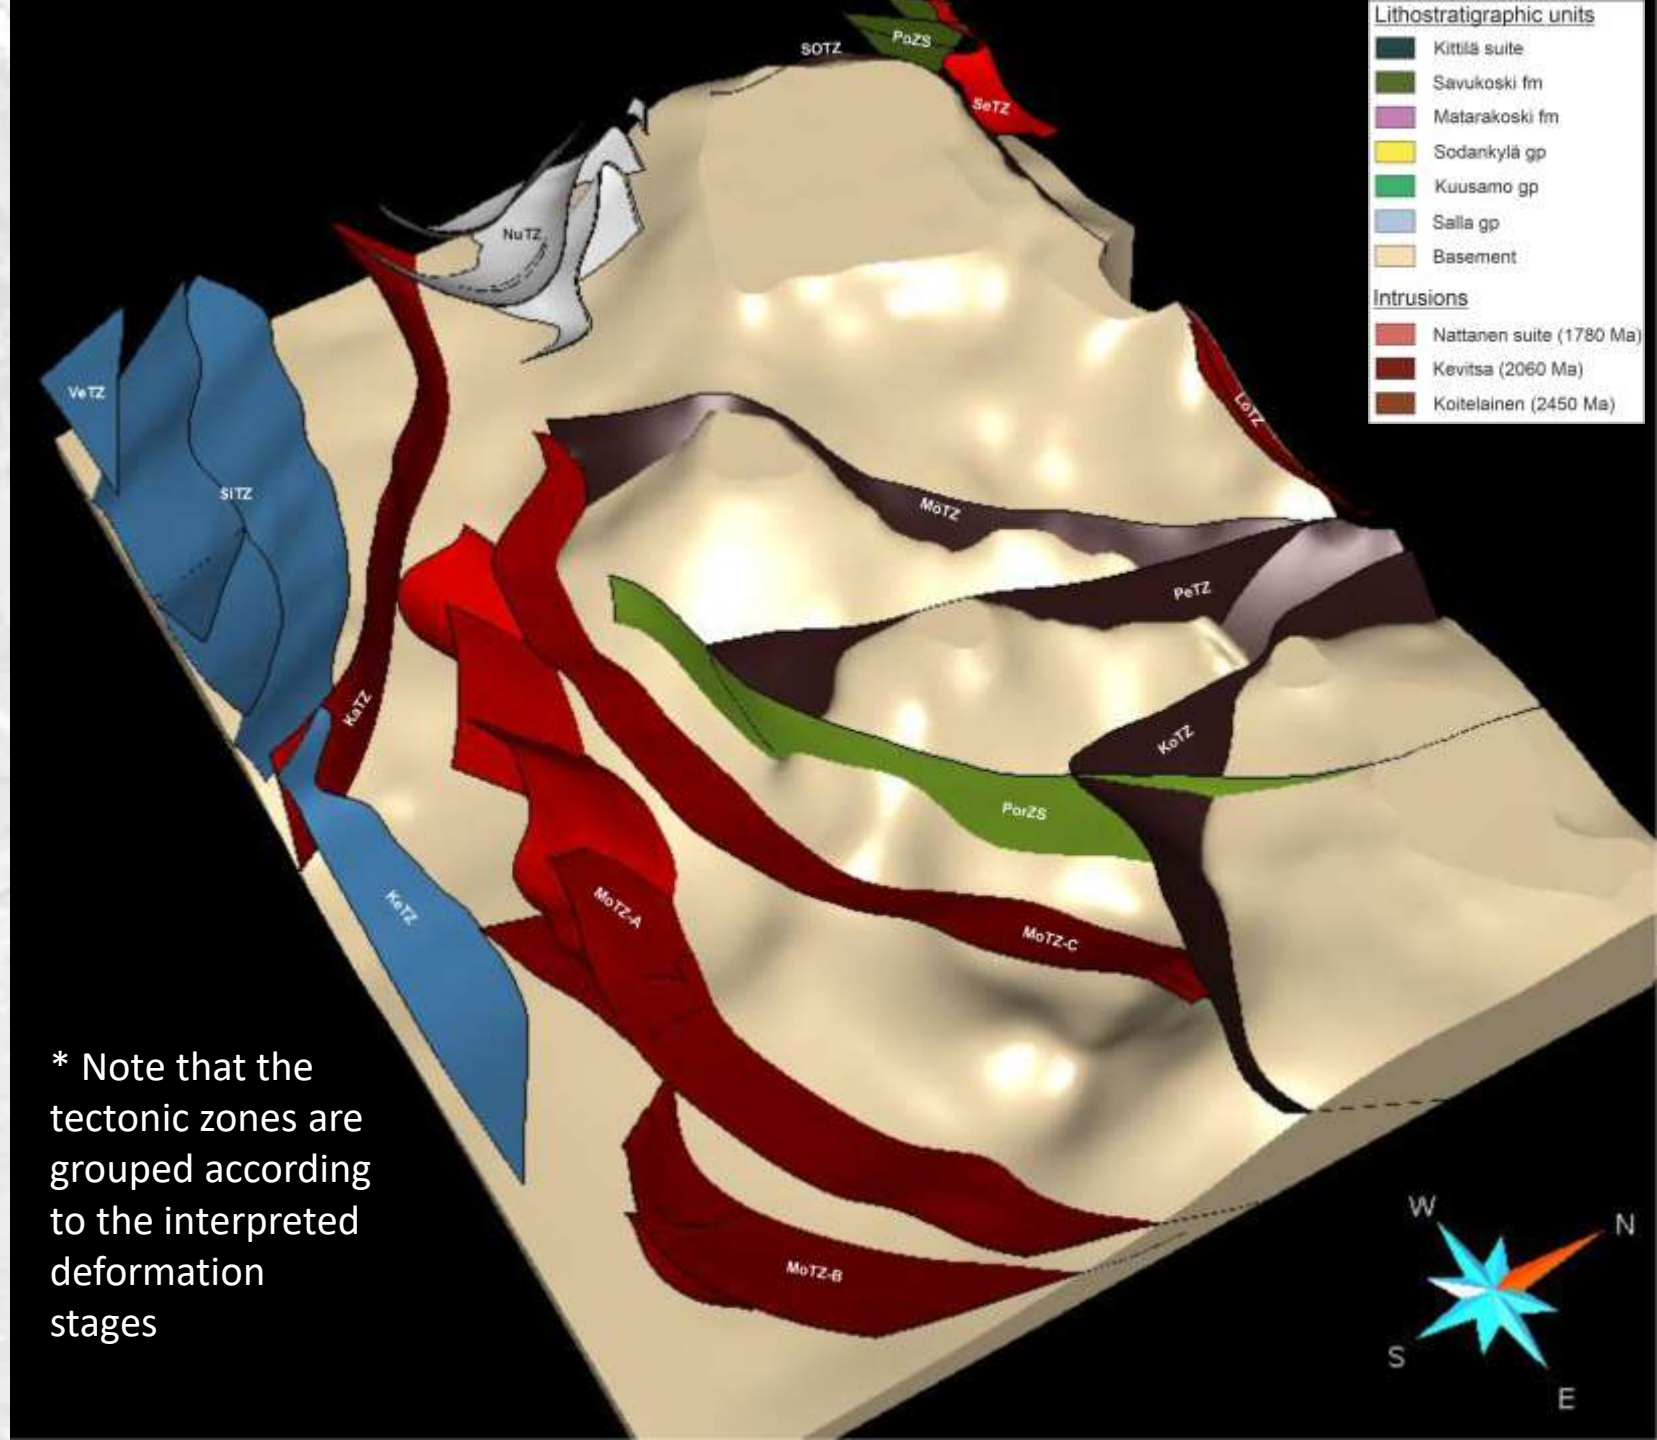 Lithostratigraphic units
Kittilä suite
Savukoski fm
Matarakoski fm
Sodankylä gp
Kuusamo gp
Salla gp
Basement
Intrusions
Nattanen suite (1780 Ma)
Kevitsa (2060 Ma)
Koitelainen (2450 Ma)
SOTZ
PoZS
SeTZ
NuTZ
VeTZ
SiTZ
LoTZ
MöTZ
PeTZ
KaTZ
KoTZ
PorZS
KeTZ
MoTZ-A
MoTZ-C
MoTZ-B
* Note that the
tectonic zones are
grouped according
to the interpreted
deformation
stages
W
N
S
E